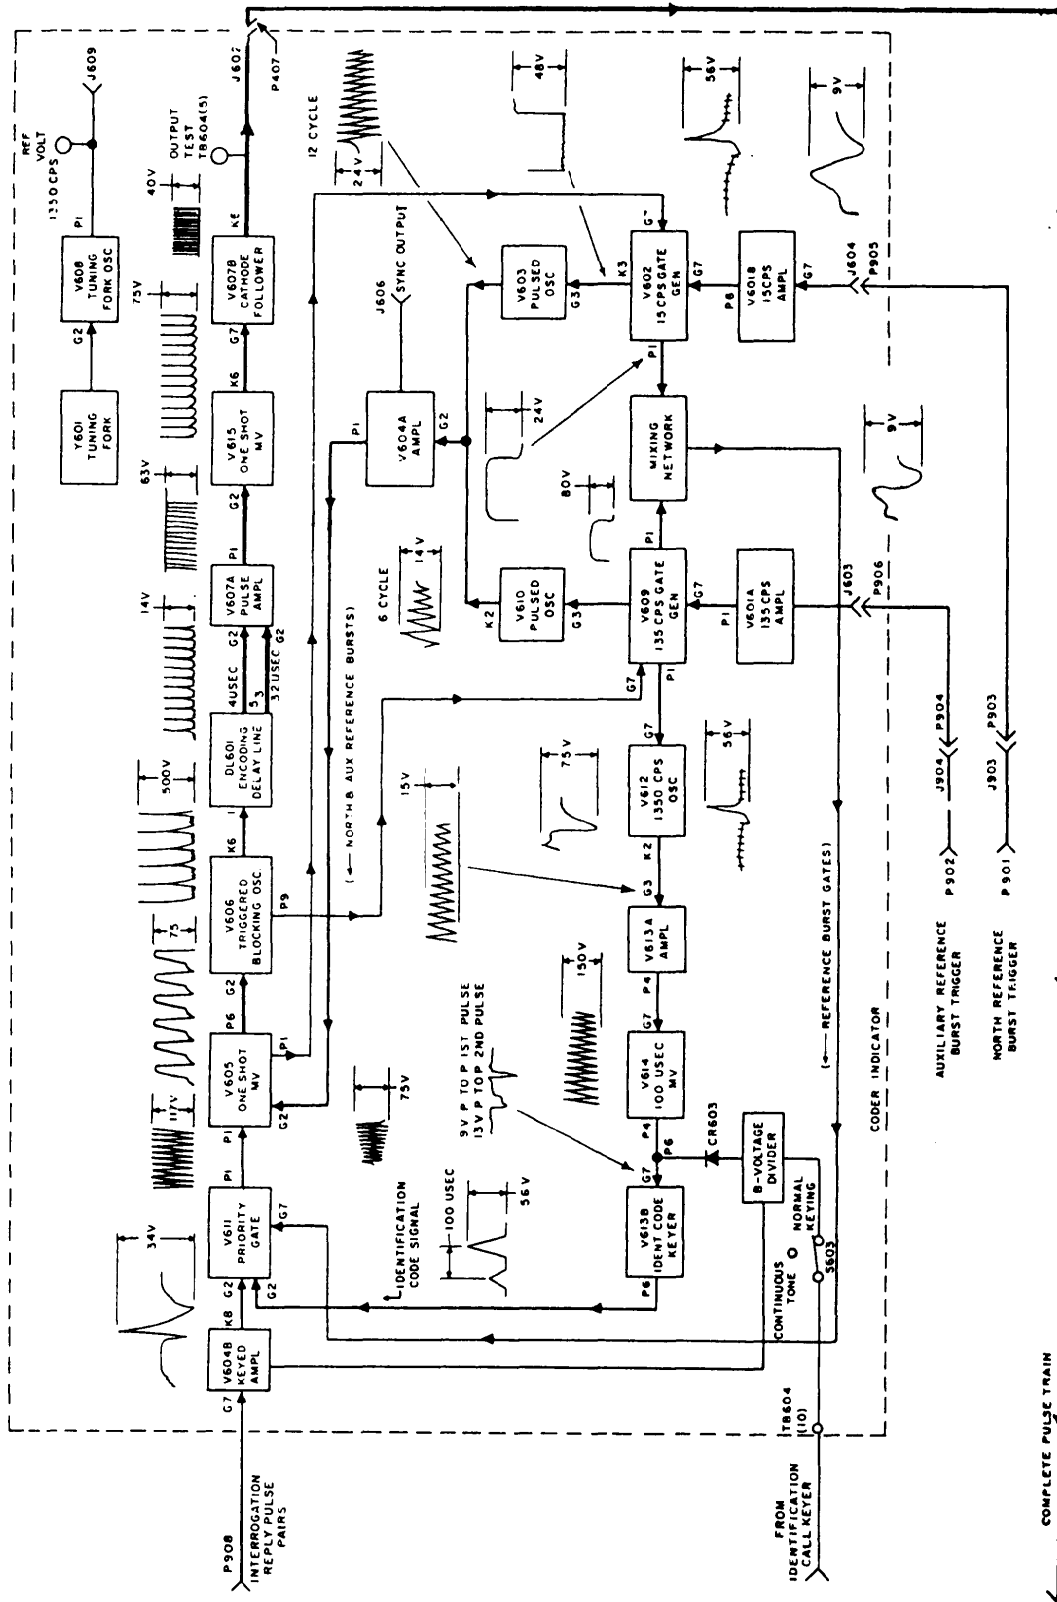 REF
VOLT
1350 CPS
J609
P1
V608
TUNING
FORK OSC
G2
Y601
TUNING
FORK
P407
J607
OUTPUT
TEST
TB604(5)
40V
K8
V607B
CATHODE
FOLLOWER
75V
G7
K6
V615
ONE SHOT
MV
63V
G2
P1
V607A
PULSE
AMPL
14V
G2
G2
4 USEC
5
3
32 USEC
DL601
ENCODING
DELAY LINE
500V
1
K6
V606
TRIGGERED
BLOCKING OSC.
P9
75
G2
P6
V605
ONE SHOT
MV
P1
G2
117V
P1
P1
V611
PRIORITY
GATE
G7
G2
G2
K8
34V
V604B
KEYED
AMPL
G7
P908
INTERROGATION
REPLY PULSE
PAIRS
12 CYCLE
24V
J606
SYNC OUTPUT
P1
V604A
AMPL
G2
(← NORTH & AUX REFERENCE BURSTS)
75V
IDENTIFICATION
CODE SIGNAL
48V
V603
PULSED
OSC
G3
K3
24V
80V
6 CYCLE
14V
K2
V610
PULSED
OSC
G3
15V
75V
9V P TO P 1ST PULSE
13V P TO P 2ND PULSE
100 USEC
56V
56V
9V
V602
15 CPS GATE
GEN
G7
P1
MIXING
NETWORK
P1
V609
135 CPS GATE
GEN
G7
P1
G7
V612
1350 CPS
OSC
K2
G3
V613A
AMPL
P4
150V
G7
V614
100 USEC
MV
P4
P6
G7
V613B
IDENT CODE
KEYER
P6
V601B
15CPS
AMPL
G7
J604
P905
G7
P1
V601A
135 CPS
AMPL
J603
P906
9V
56V
CR603
B-VOLTAGE
DIVIDER
NORMAL
KEYING
CONTINUOUS
TONE
S603
TB604
(10)
FROM
IDENTIFICATION
CALL KEYER
(← REFERENCE BURST GATES)
CODER INDICATOR
P904
J904
P902
AUXILIARY REFERENCE
BURST TRIGGER
P903
J903
P901
NORTH REFERENCE
BURST TRIGGER
COMPLETE PULSE TRAIN